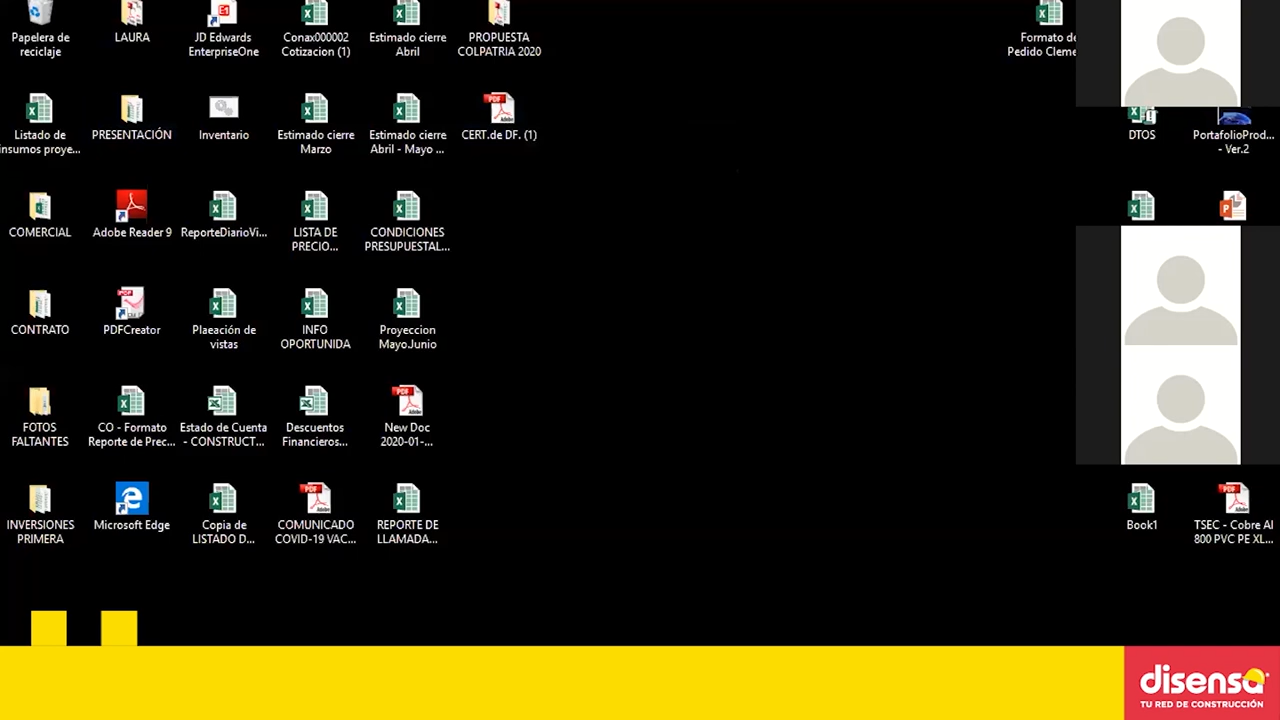 Papelera de
reciclaje
LAURA
JD Edwards
EnterpriseOne
Conax000002
Cotizacion (1)
Estimado cierre
Abril
PROPUESTA
COLPATRIA 2020
Formato de
Pedido Cleme
Listado de
insumos proye...
PRESENTACIÓN
Inventario
Estimado cierre
Marzo
Estimado cierre
Abril - Mayo ...
CERT.de DF. (1)
DTOS
PortafolioProd...
- Ver.2
COMERCIAL
Adobe Reader 9
ReporteDiarioVi...
LISTA DE
PRECIO...
CONDICIONES
PRESUPUESTAL...
CONTRATO
PDFCreator
Plaeación de
vistas
INFO
OPORTUNIDA
Proyeccion
Mayo.Junio
FOTOS
FALTANTES
CO - Formato
Reporte de Prec...
Estado de Cuenta
- CONSTRUCT...
Descuentos
Financieros...
New Doc
2020-01-...
INVERSIONES
PRIMERA
Microsoft Edge
Copia de
LISTADO D...
COMUNICADO
COVID-19 VAC...
REPORTE DE
LLAMADA...
Book1
TSEC - Cobre Al
800 PVC PE XL...
disensa
TU RED DE CONSTRUCCIÓN